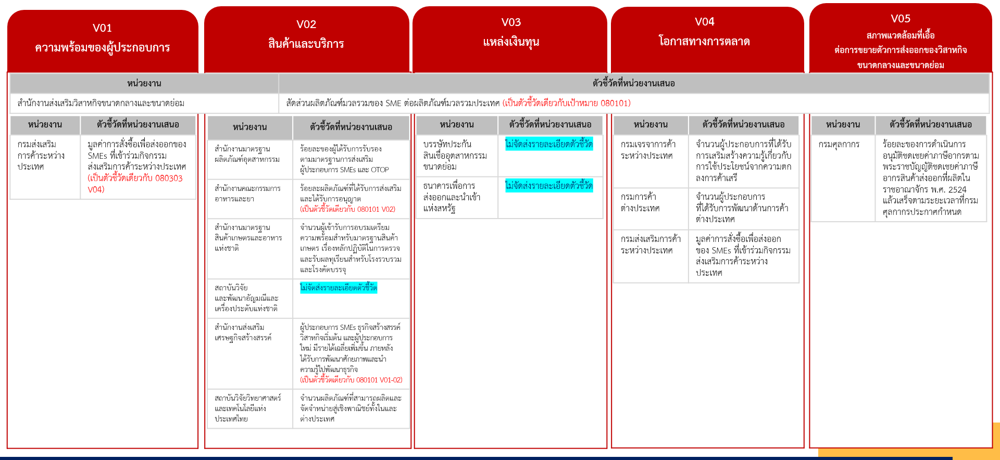 V01
ความพร้อมของผู้ประกอบการ
V02
สินค้าและบริการ
V03
แหล่งเงินทุน
V04
โอกาสทางการตลาด
V05
สภาพแวดล้อมที่เอื้อ
ต่อการขยายตัวการส่งออกของวิสาหกิจ
ขนาดกลางและขนาดย่อม
หน่วยงาน
ตัวชี้วัดที่หน่วยงานเสนอ
สำนักงานส่งเสริมวิสาหกิจขนาดกลางและขนาดย่อม
สัดส่วนผลิตภัณฑ์มวลรวมของ SME ต่อผลิตภัณฑ์มวลรวมประเทศ (เป็นตัวชี้วัดเดียวกับเป้าหมาย 080101)
หน่วยงาน
ตัวชี้วัดที่หน่วยงานเสนอ
กรมส่งเสริม
การค้าระหว่าง
ประเทศ
มูลค่าการสั่งซื้อเพื่อส่งออกของ
SMEs ที่เข้าร่วมกิจกรรม
ส่งเสริมการค้าระหว่างประเทศ
(เป็นตัวชี้วัดเดียวกับ 080303
V04)
หน่วยงาน
ตัวชี้วัดที่หน่วยงานเสนอ
สำนักงานมาตรฐาน
ผลิตภัณฑ์อุตสาหกรรม
ร้อยละของผู้ได้รับการรับรอง
ตามมาตรฐานการส่งเสริม
ผู้ประกอบการ SMEs และ OTOP
สำนักงานคณะกรรมการ
อาหารและยา
ร้อยละผลิตภัณฑ์ที่ได้รับการส่งเสริม
และได้รับการอนุญาต
(เป็นตัวชี้วัดเดียวกับ 080101 V02)
สำนักงานมาตรฐาน
สินค้าเกษตรและอาหาร
แห่งชาติ
จำนวนผู้เข้ารับการอบรมเตรียม
ความพร้อมสำหรับมาตรฐานสินค้า
เกษตร เรื่องหลักปฏิบัติในการตรวจ
และรับผลทุเรียนสำหรับโรงรวบรวม
และโรงคัดบรรจุ
สถาบันวิจัย
และพัฒนาอัญมณีและ
เครื่องประดับแห่งชาติ
ไม่จัดส่งรายละเอียดตัวชี้วัด
สำนักงานส่งเสริม
เศรษฐกิจสร้างสรรค์
ผู้ประกอบการ SMEs ธุรกิจสร้างสรรค์
วิสาหกิจเริ่มต้น และผู้ประกอบการ
ใหม่ มีรายได้เฉลี่ยเพิ่มขึ้น ภายหลัง
ได้รับการพัฒนาศักยภาพและนำ
ความรู้ไปพัฒนาธุรกิจ
(เป็นตัวชี้วัดเดียวกับ 080101 V01-02)
สถาบันวิจัยวิทยาศาสตร์
และเทคโนโลยีแห่ง
ประเทศไทย
จำนวนผลิตภัณฑ์ที่สามารถผลิตและ
จัดจำหน่ายสู่เชิงพาณิชย์ทั้งในและ
ต่างประเทศ
หน่วยงาน
ตัวชี้วัดที่หน่วยงานเสนอ
บรรษัทประกัน
สินเชื่ออุตสาหกรรม
ขนาดย่อม
ไม่จัดส่งรายละเอียดตัวชี้วัด
ธนาคารเพื่อการ
ส่งออกและนำเข้า
แห่งสหรัฐ
ไม่จัดส่งรายละเอียดตัวชี้วัด
หน่วยงาน
ตัวชี้วัดที่หน่วยงานเสนอ
กรมเจรจาการค้า
ระหว่างประเทศ
จำนวนผู้ประกอบการที่ได้รับ
การเสริมสร้างความรู้เกี่ยวกับ
การใช้ประโยชน์จากความตก
ลงการค้าเสรี
กรมการค้า
ต่างประเทศ
จำนวนผู้ประกอบการ
ที่ได้รับการพัฒนาด้านการค้า
ต่างประเทศ
กรมส่งเสริมการค้า
ระหว่างประเทศ
มูลค่าการสั่งซื้อเพื่อส่งออก
ของ SMEs ที่เข้าร่วมกิจกรรม
ส่งเสริมการค้าระหว่าง
ประเทศ
หน่วยงาน
ตัวชี้วัดที่หน่วยงานเสนอ
กรมศุลกากร
ร้อยละของการดำเนินการ
อนุมัติชดเชยค่าภาษีอากรตาม
พระราชบัญญัติชดเชยค่าภาษี
อากรสินค้าส่งออกที่ผลิตใน
ราชอาณาจักร พ.ศ. 2524
แล้วเสร็จตามระยะเวลาที่กรม
ศุลกากรประกาศกำหนด